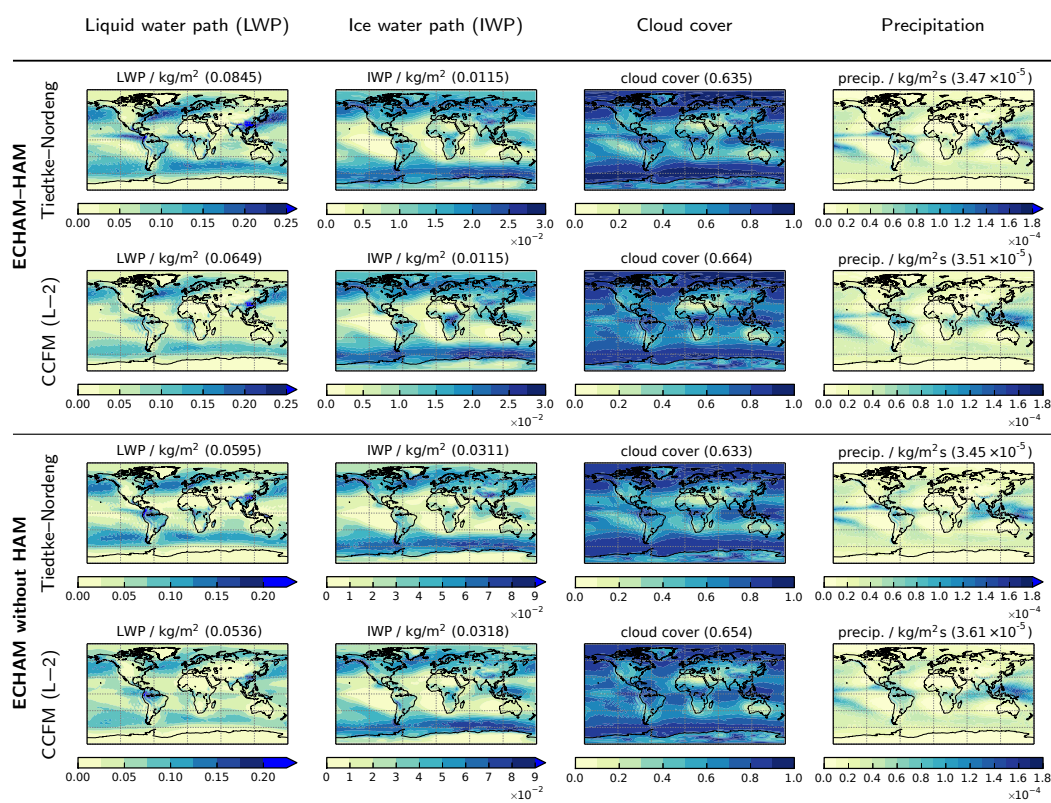 Liquid water path (LWP) Ice water path (IWP) Cloud cover Precipitation
ECHAM–HAM
Tiedtke–Nordeng
LWP / kg/m² (0.0845) IWP / kg/m² (0.0115) cloud cover (0.635) precip. / kg/m²s (3.47 ×10⁻⁵)
0.00 0.05 0.10 0.15 0.20 0.25 0.0 0.5 1.0 1.5 2.0 2.5 3.0 0.0 0.2 0.4 0.6 0.8 1.0 0.0 0.2 0.4 0.6 0.8 1.0 1.2 1.4 1.6 1.8
×10⁻² ×10⁻⁴
CCFM (L−2)
LWP / kg/m² (0.0649) IWP / kg/m² (0.0115) cloud cover (0.664) precip. / kg/m²s (3.51 ×10⁻⁵)
0.00 0.05 0.10 0.15 0.20 0.25 0.0 0.5 1.0 1.5 2.0 2.5 3.0 0.0 0.2 0.4 0.6 0.8 1.0 0.0 0.2 0.4 0.6 0.8 1.0 1.2 1.4 1.6 1.8
×10⁻² ×10⁻⁴
ECHAM without HAM
Tiedtke–Nordeng
LWP / kg/m² (0.0595) IWP / kg/m² (0.0311) cloud cover (0.633) precip. / kg/m²s (3.45 ×10⁻⁵)
0.00 0.05 0.10 0.15 0.20 0 1 2 3 4 5 6 7 8 9 0.0 0.2 0.4 0.6 0.8 1.0 0.0 0.2 0.4 0.6 0.8 1.0 1.2 1.4 1.6 1.8
×10⁻² ×10⁻⁴
CCFM (L−2)
LWP / kg/m² (0.0536) IWP / kg/m² (0.0318) cloud cover (0.654) precip. / kg/m²s (3.61 ×10⁻⁵)
0.00 0.05 0.10 0.15 0.20 0 1 2 3 4 5 6 7 8 9 0.0 0.2 0.4 0.6 0.8 1.0 0.0 0.2 0.4 0.6 0.8 1.0 1.2 1.4 1.6 1.8
×10⁻² ×10⁻⁴